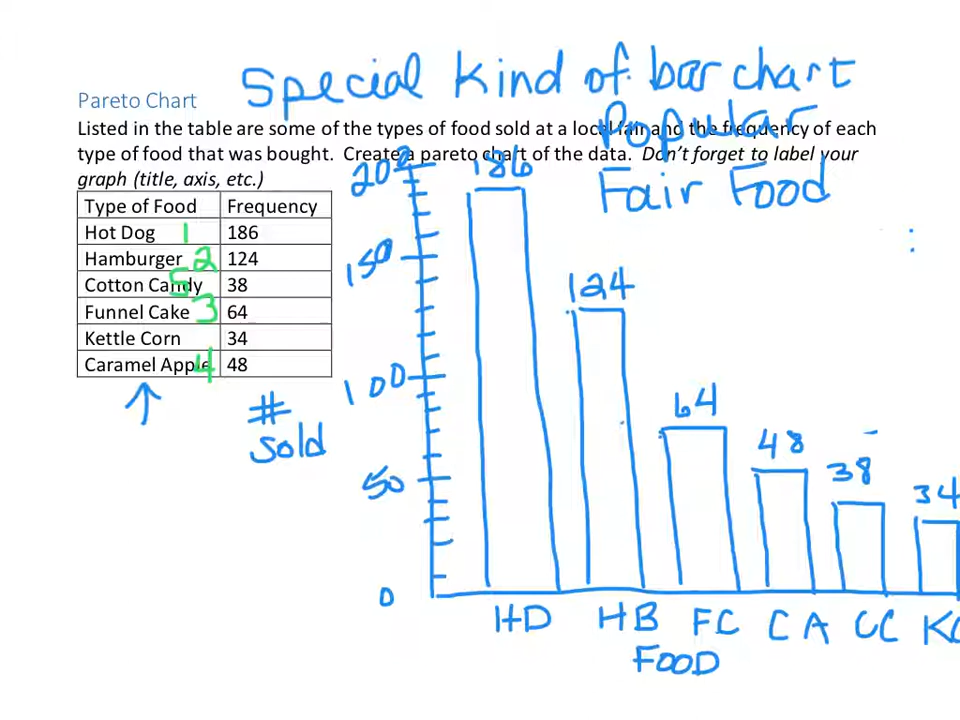 Special kind of bar chart
Pareto Chart
Popular
Listed in the table are some of the types of food sold at a local fair and the frequency of each
type of food that was bought. Create a pareto chart of the data. Don't forget to label your
graph (title, axis, etc.)
Fair Food
Type of Food Frequency
Hot Dog 1 186
Hamburger 2 124
Cotton Candy 5 38
Funnel Cake 3 64
Kettle Corn 34
Caramel Apple 4 48
# sold
200
150
100
50
0
186
124
64
48
38
34
HD HB FC CA CC KC
FOOD